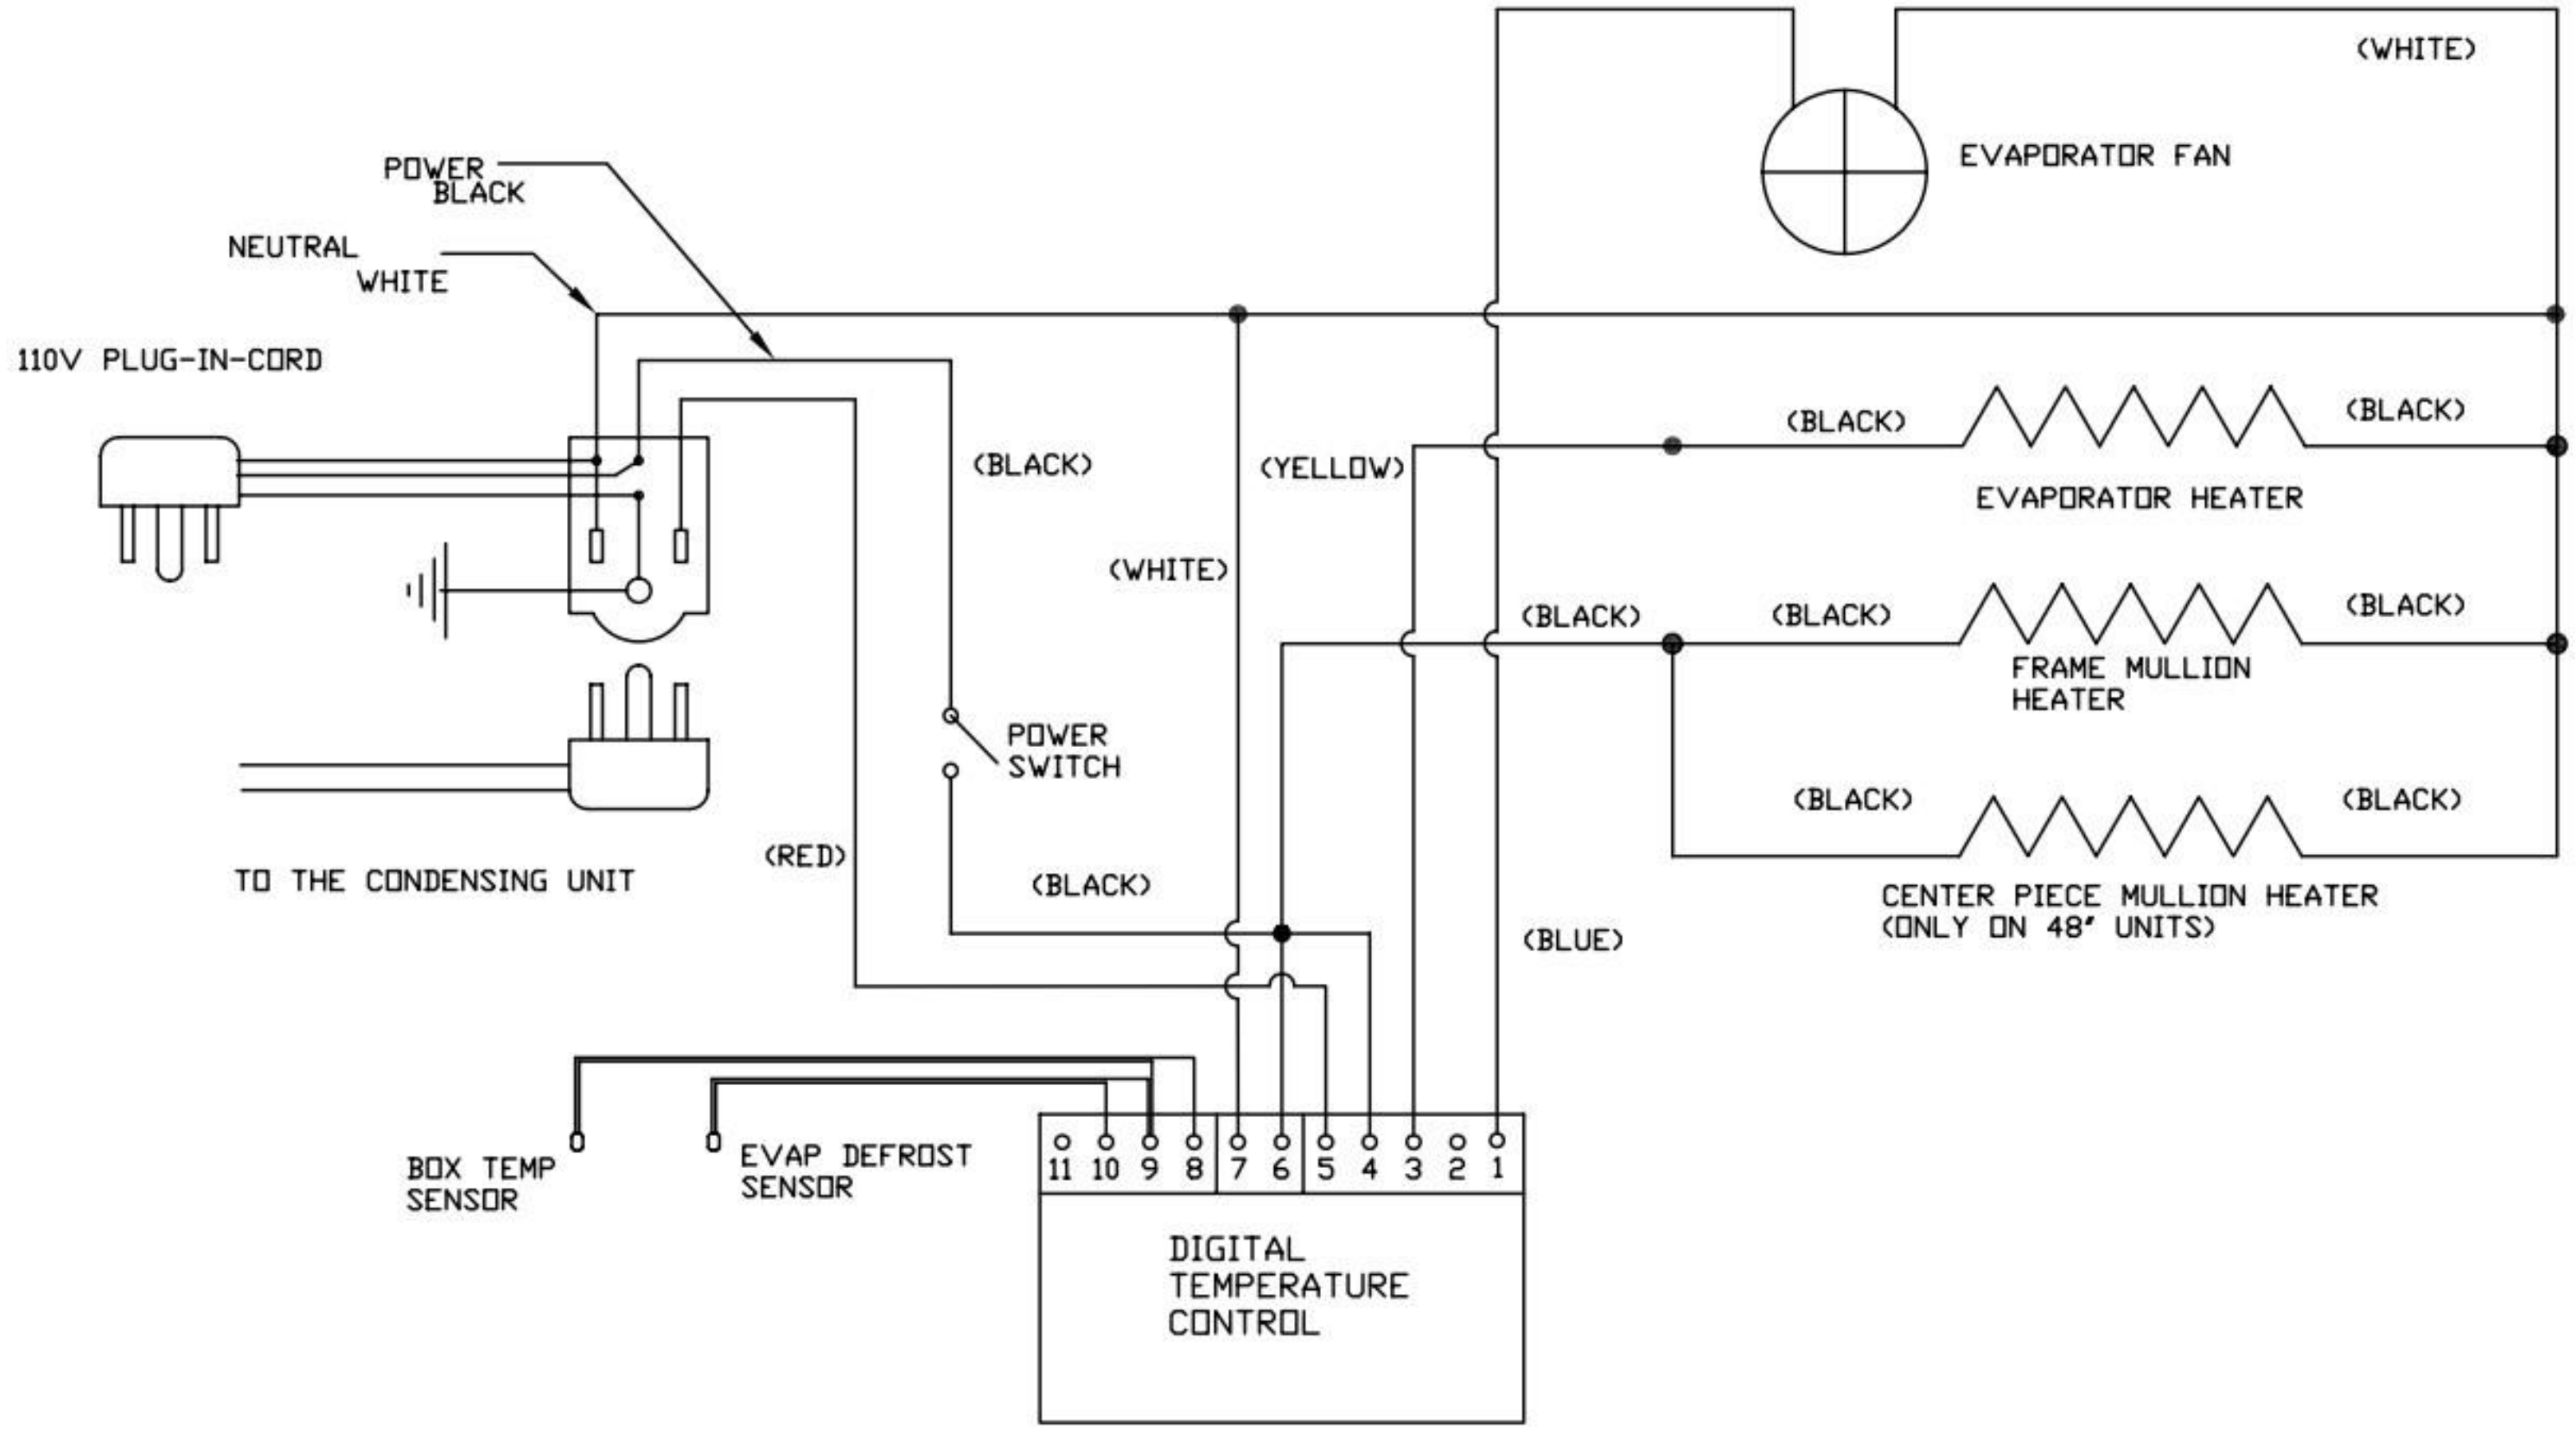 (WHITE)
EVAPORATOR FAN
POWER
BLACK
NEUTRAL
WHITE
110V PLUG-IN-CORD
(BLACK)
(YELLOW)
(BLACK)
(BLACK)
EVAPORATOR HEATER
(WHITE)
(BLACK)
(BLACK)
(BLACK)
FRAME MULLION
HEATER
POWER
SWITCH
(BLACK)
(BLACK)
(RED)
TO THE CONDENSING UNIT
(BLACK)
CENTER PIECE MULLION HEATER
(ONLY ON 48" UNITS)
(BLUE)
BOX TEMP
SENSOR
EVAP DEFROST
SENSOR
11 10 9 8 7 6 5 4 3 2 1
DIGITAL
TEMPERATURE
CONTROL